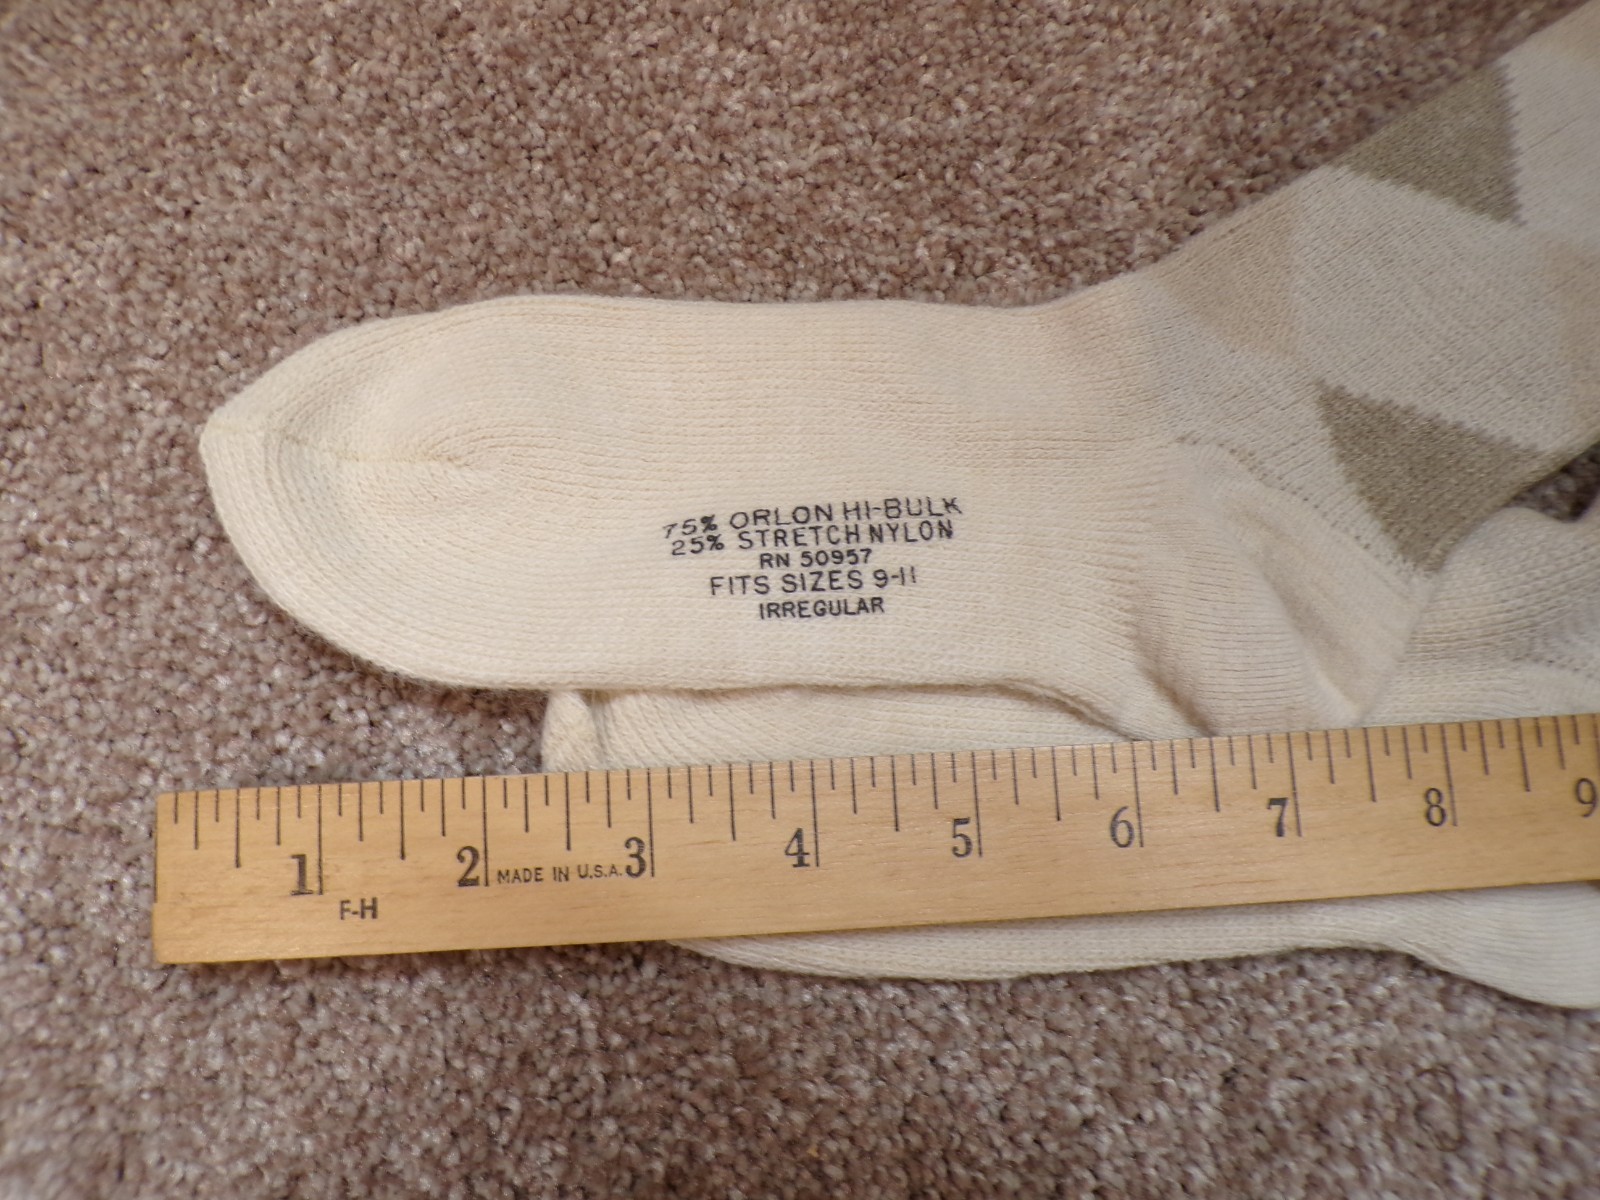 75% ORLON HI-BULK
25% STRETCH NYLON
RN 50957
FITS SIZES 9-11
IRREGULAR
1 2 3 4 5 6 7 8 9
MADE IN U.S.A.
F-H